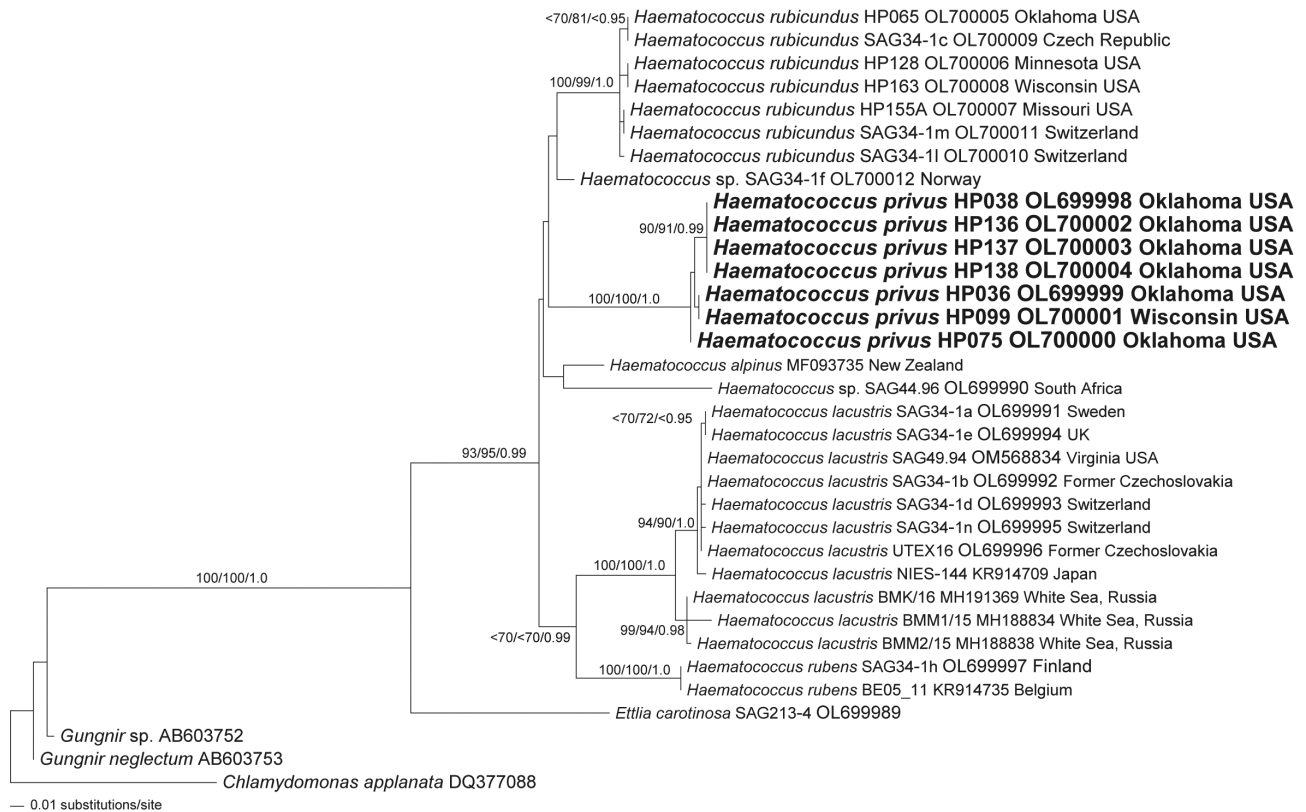 <70/81/<0.95
Haematococcus rubicundus HP065 OL700005 Oklahoma USA
Haematococcus rubicundus SAG34-1c OL700009 Czech Republic
Haematococcus rubicundus HP128 OL700006 Minnesota USA
100/99/1.0
Haematococcus rubicundus HP163 OL700008 Wisconsin USA
Haematococcus rubicundus HP155A OL700007 Missouri USA
Haematococcus rubicundus SAG34-1m OL700011 Switzerland
Haematococcus rubicundus SAG34-1l OL700010 Switzerland
Haematococcus sp. SAG34-1f OL700012 Norway
Haematococcus privus HP038 OL699998 Oklahoma USA
90/91/0.99
Haematococcus privus HP136 OL700002 Oklahoma USA
Haematococcus privus HP137 OL700003 Oklahoma USA
Haematococcus privus HP138 OL700004 Oklahoma USA
100/100/1.0
Haematococcus privus HP036 OL699999 Oklahoma USA
Haematococcus privus HP099 OL700001 Wisconsin USA
Haematococcus privus HP075 OL700000 Oklahoma USA
Haematococcus alpinus MF093735 New Zealand
Haematococcus sp. SAG44.96 OL699990 South Africa
<70/72/<0.95
Haematococcus lacustris SAG34-1a OL699991 Sweden
Haematococcus lacustris SAG34-1e OL699994 UK
93/95/0.99
Haematococcus lacustris SAG49.94 OM568834 Virginia USA
Haematococcus lacustris SAG34-1b OL699992 Former Czechoslovakia
Haematococcus lacustris SAG34-1d OL699993 Switzerland
94/90/1.0
Haematococcus lacustris SAG34-1n OL699995 Switzerland
Haematococcus lacustris UTEX16 OL699996 Former Czechoslovakia
100/100/1.0
100/100/1.0
Haematococcus lacustris NIES-144 KR914709 Japan
Haematococcus lacustris BMK/16 MH191369 White Sea, Russia
Haematococcus lacustris BMM1/15 MH188834 White Sea, Russia
<70/<70/0.99
99/94/0.98
Haematococcus lacustris BMM2/15 MH188838 White Sea, Russia
100/100/1.0
Haematococcus rubens SAG34-1h OL699997 Finland
Haematococcus rubens BE05_11 KR914735 Belgium
Ettlia carotinosa SAG213-4 OL699989
Gungnir sp. AB603752
Gungnir neglectum AB603753
Chlamydomonas applanata DQ377088
0.01 substitutions/site